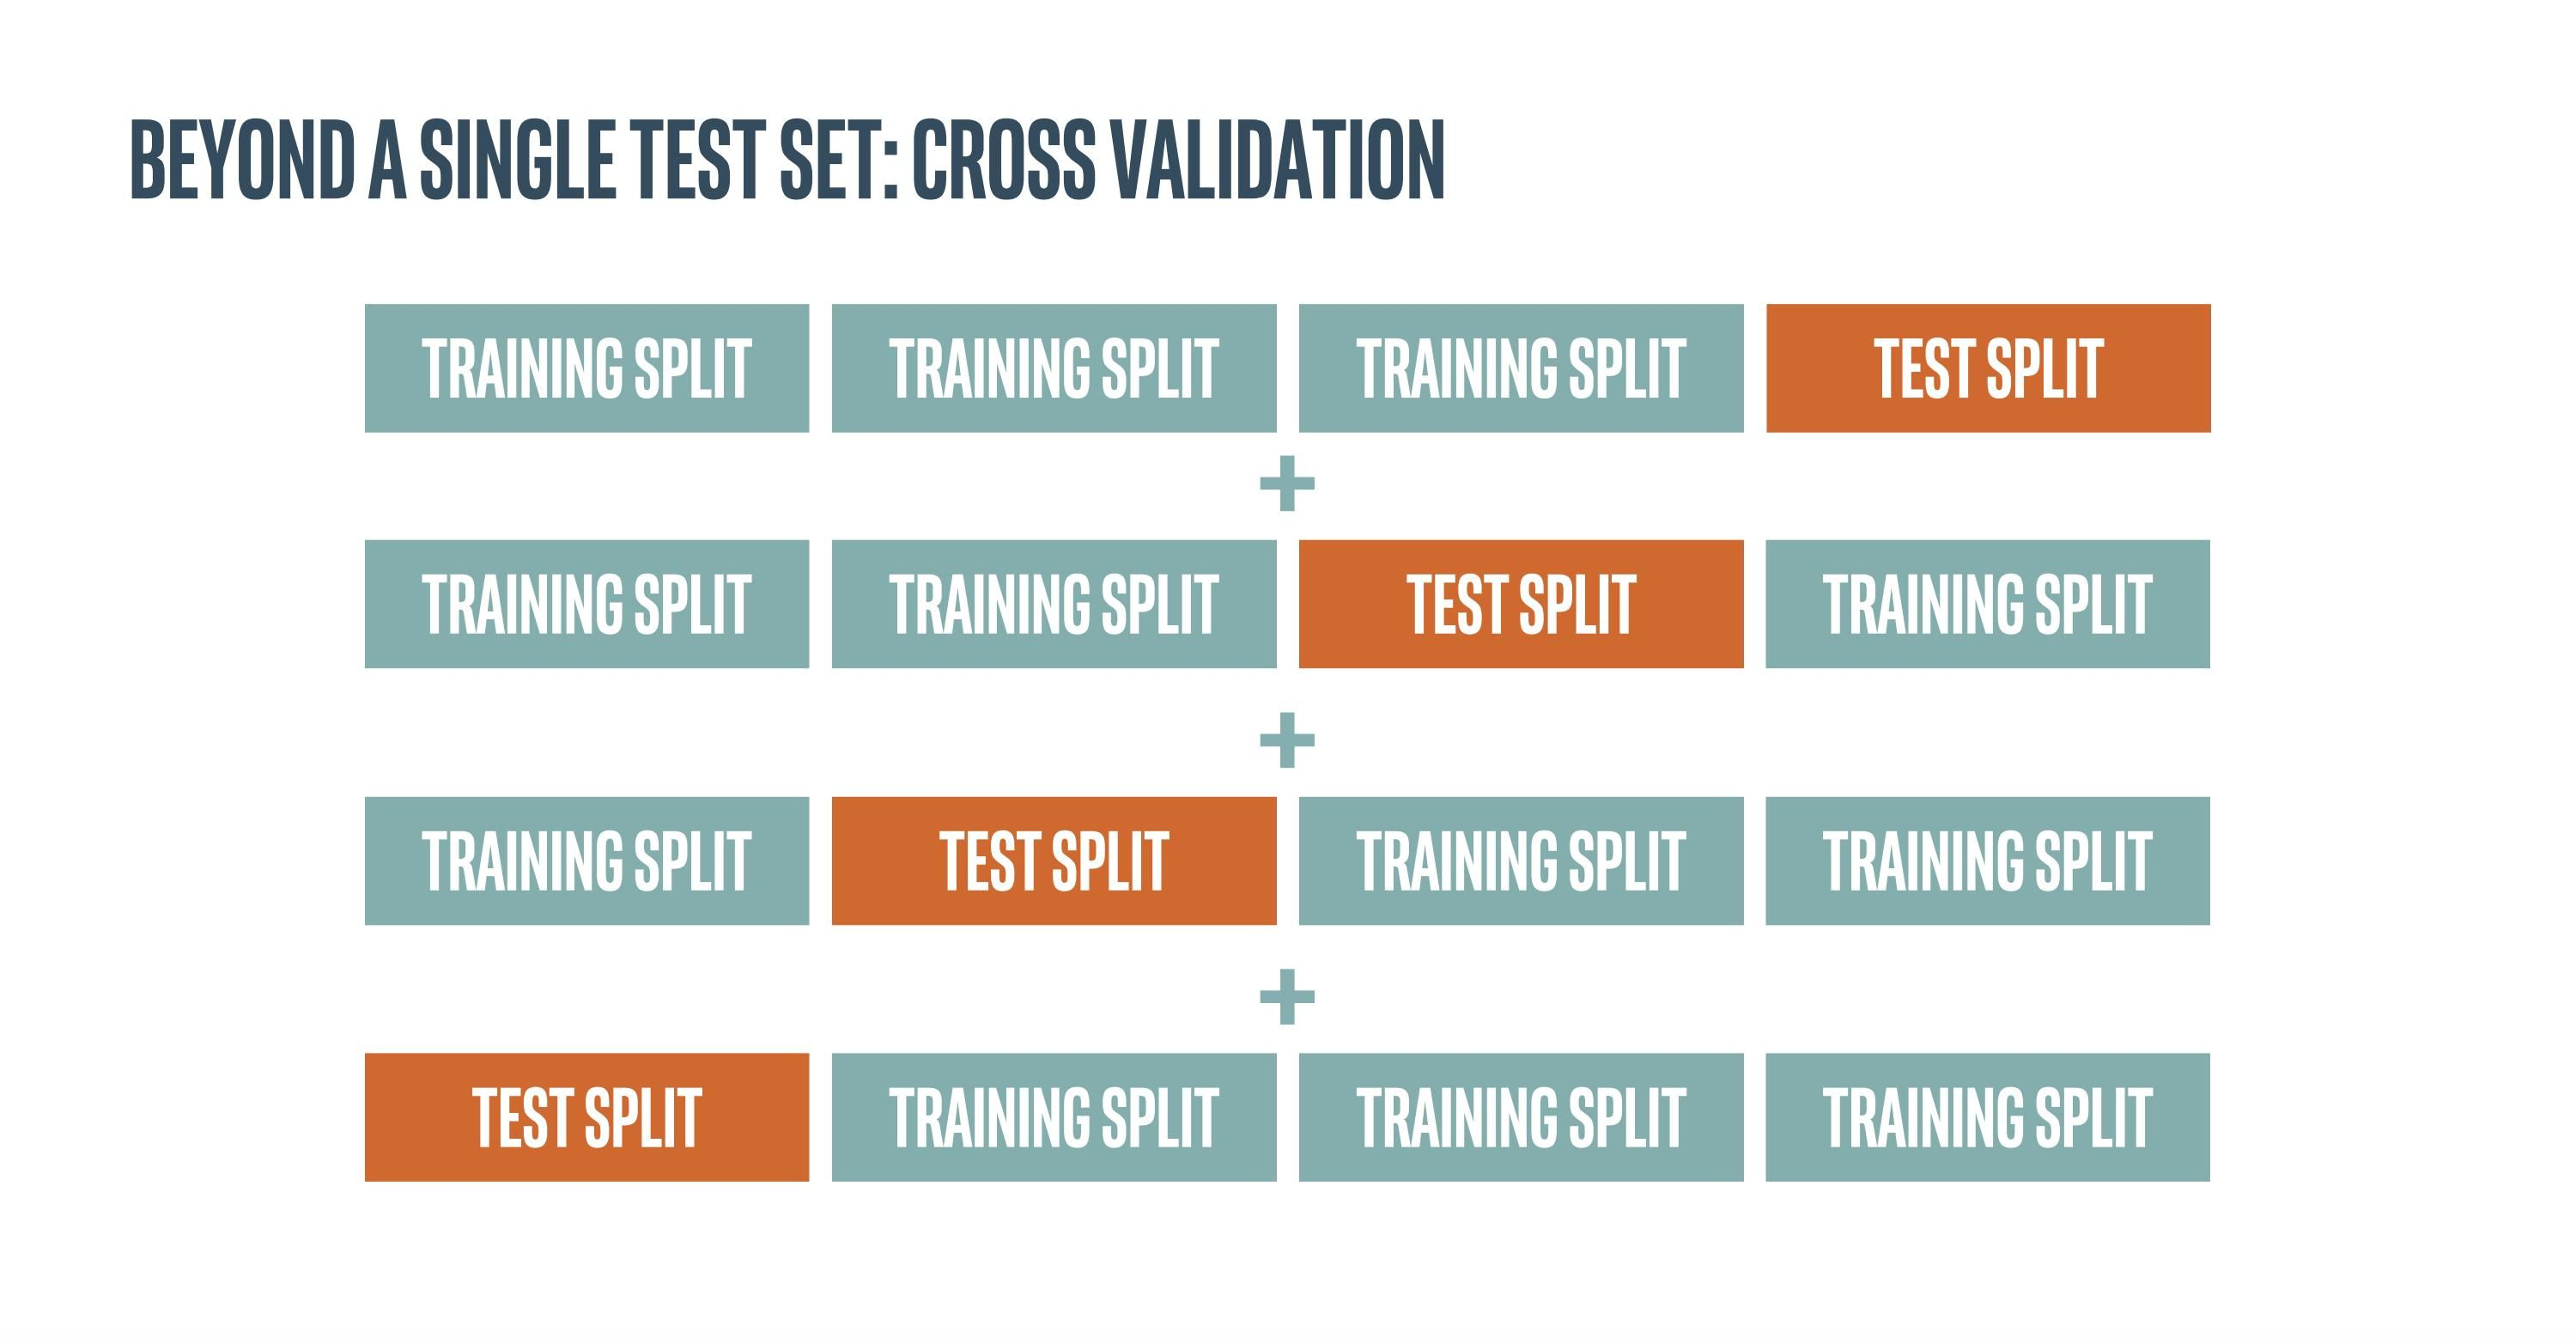 BEYOND A SINGLE TEST SET: CROSS VALIDATION
TRAINING SPLIT TRAINING SPLIT TRAINING SPLIT TEST SPLIT
+
TRAINING SPLIT TRAINING SPLIT TEST SPLIT TRAINING SPLIT
+
TRAINING SPLIT TEST SPLIT TRAINING SPLIT TRAINING SPLIT
+
TEST SPLIT TRAINING SPLIT TRAINING SPLIT TRAINING SPLIT